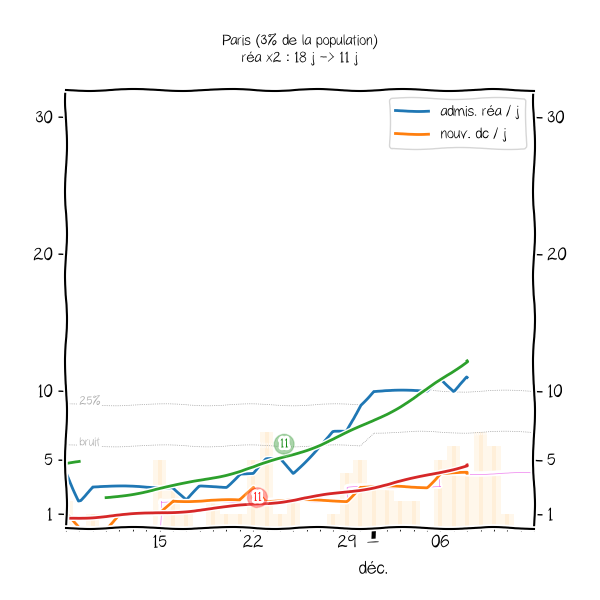 Paris (3% de la population)
réa x2 : 18 j -> 11 j
admis. réa / j
nouv. dc / j
30
30
20
20
10
10
25%
bruit
11
5
5
11
1
1
15
22
29
06
déc.